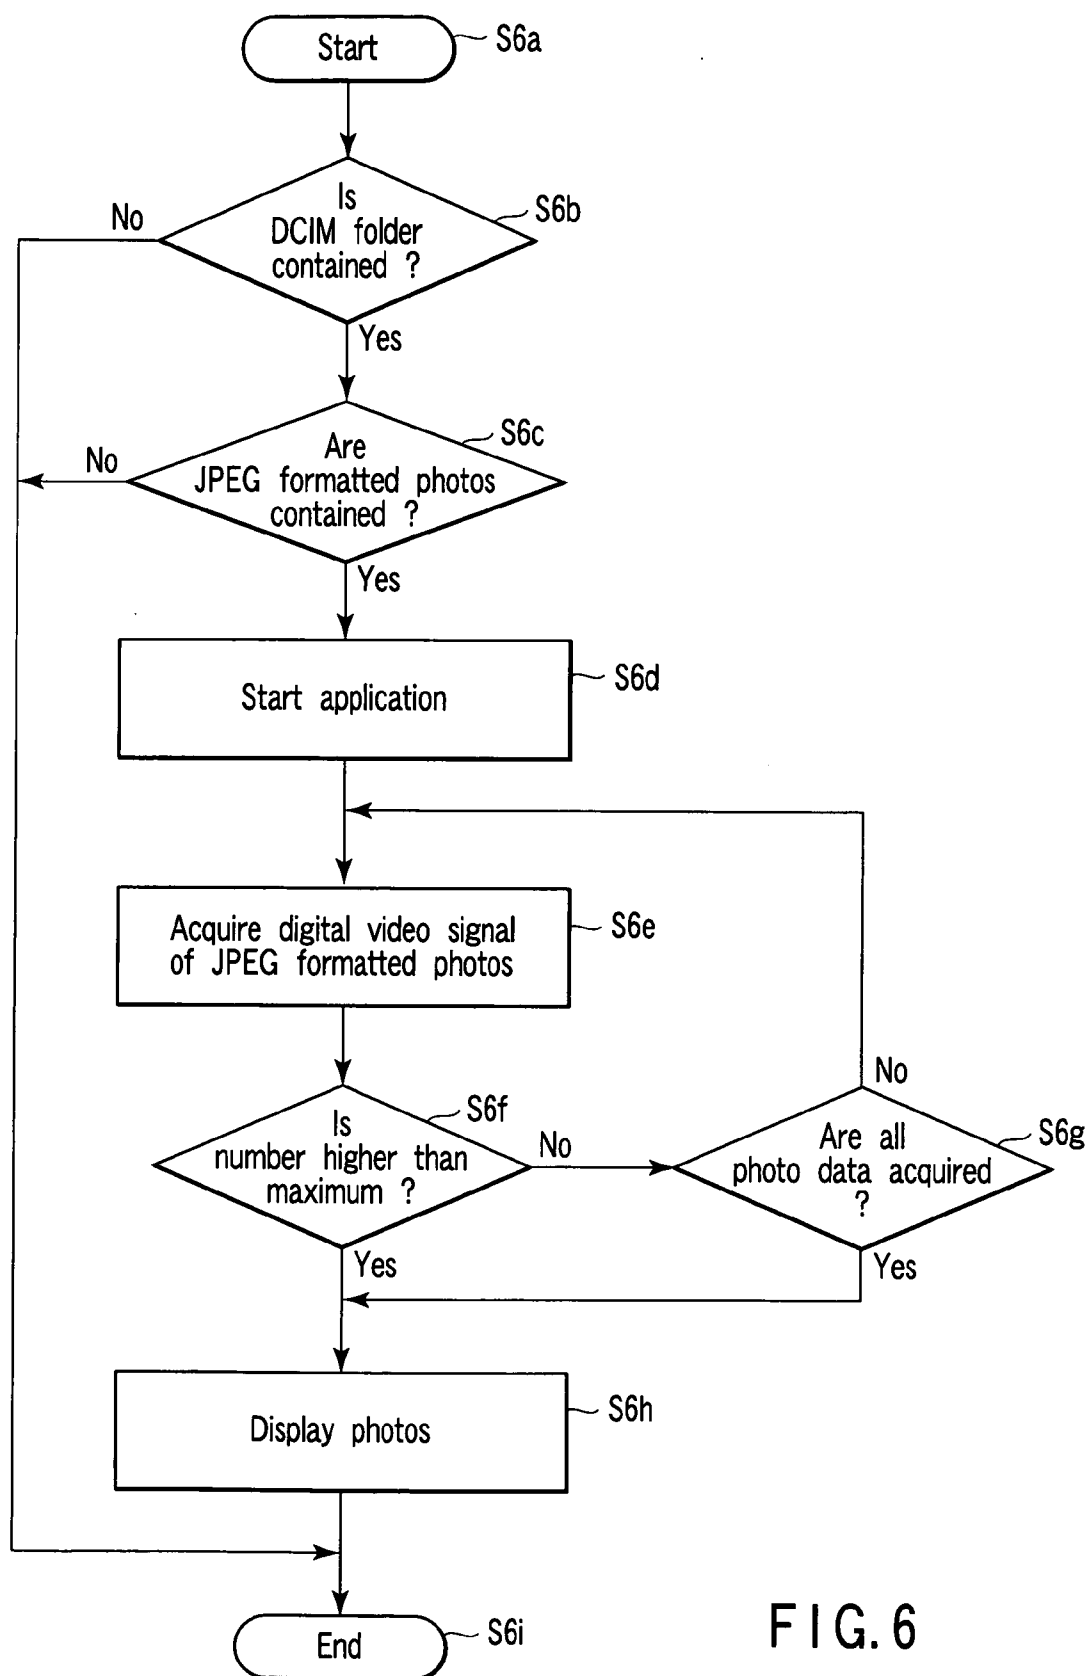 Start
S6a
Is
DCIM folder
contained ?
S6b
No
Yes
Are
JPEG formatted photos
contained ?
S6c
No
Yes
Start application
S6d
Acquire digital video signal
of JPEG formatted photos
S6e
Is
number higher than
maximum ?
S6f
No
Yes
Are all
photo data acquired
?
S6g
No
Yes
Display photos
S6h
End
S6i
FIG. 6